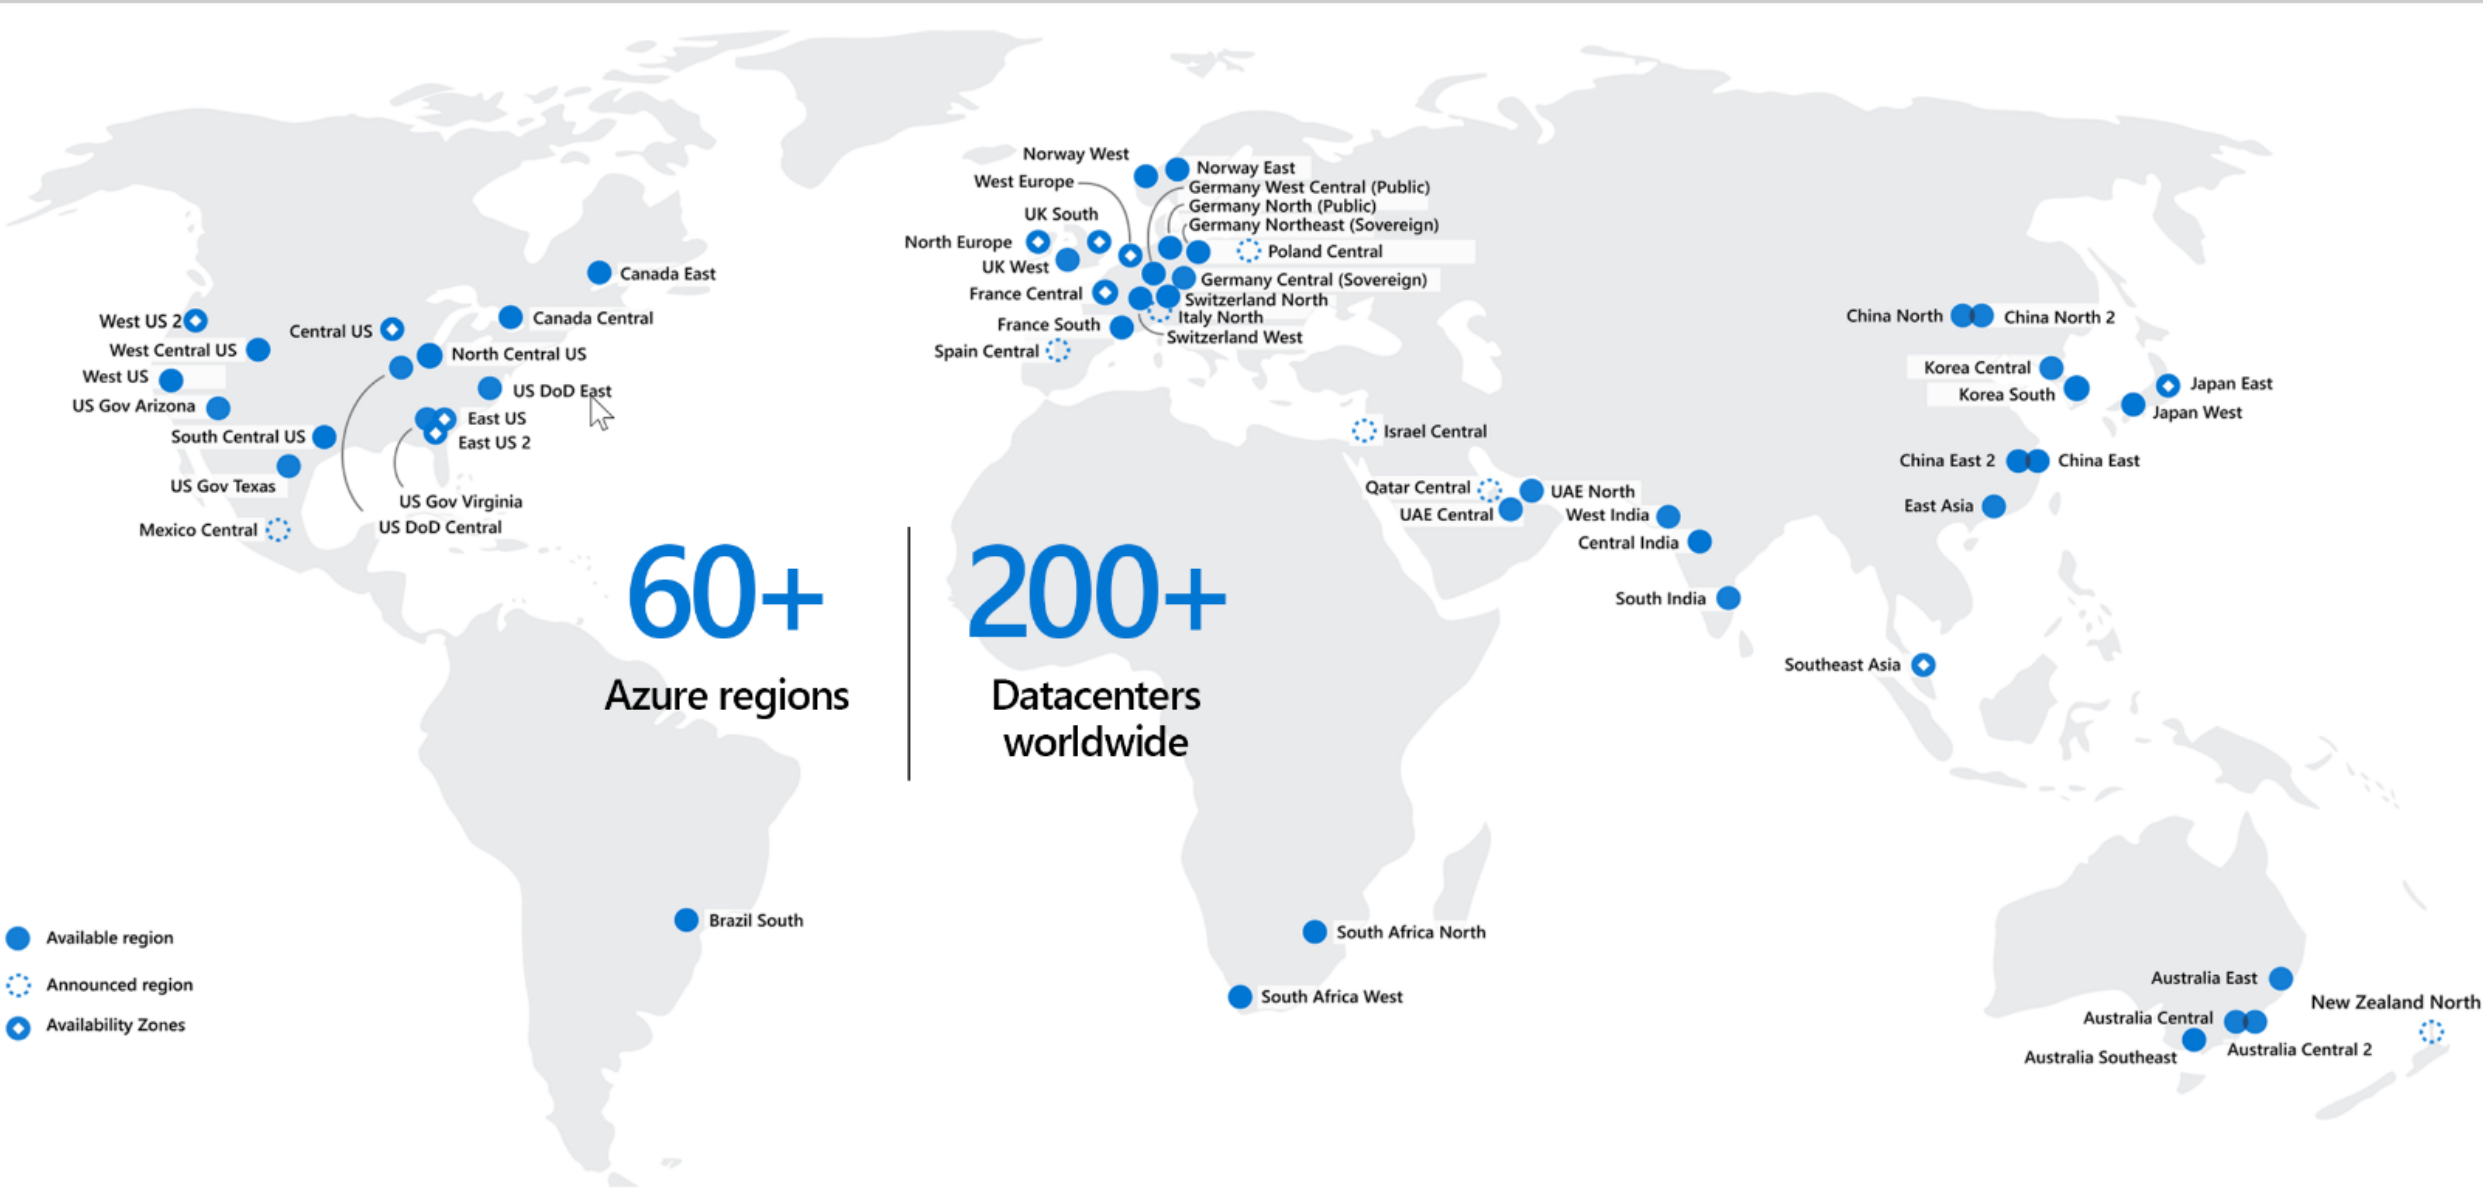 Norway West
Norway East
West Europe
Germany West Central (Public)
Germany North (Public)
UK South
Germany Northeast (Sovereign)
North Europe
Poland Central
UK West
Canada East
Germany Central (Sovereign)
France Central
Switzerland North
Italy North
Canada Central
France South
Switzerland West
Spain Central
West US 2
Central US
West Central US
North Central US
West US
US DoD East
US Gov Arizona
East US
South Central US
East US 2
US Gov Texas
US Gov Virginia
US DoD Central
Mexico Central
China North
China North 2
Korea Central
Korea South
Japan East
Japan West
Israel Central
China East 2
China East
Qatar Central
UAE North
UAE Central
West India
East Asia
Central India
South India
Southeast Asia
60+
Azure regions
200+
Datacenters
worldwide
Brazil South
South Africa North
South Africa West
Australia East
New Zealand North
Australia Central
Australia Central 2
Australia Southeast
Available region
Announced region
Availability Zones